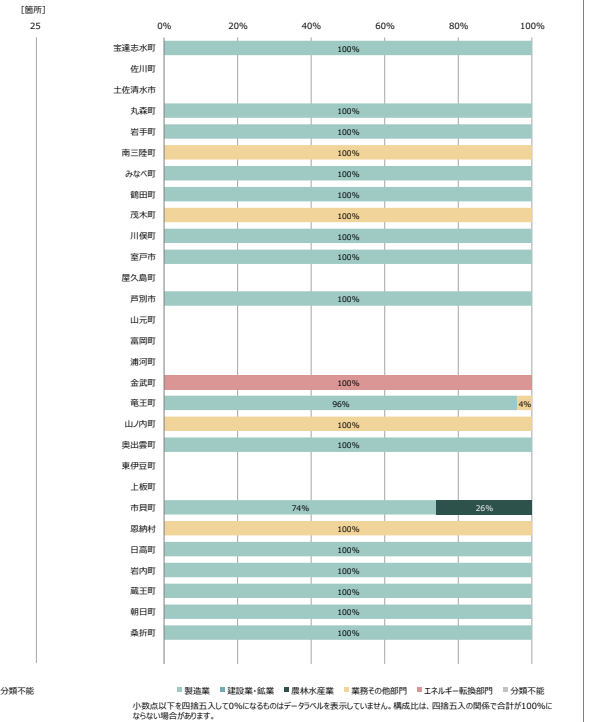 [箇所]
25 0% 20% 40% 60% 80% 100%
宝達志水町 100%
佐川町
土佐清水市
丸森町 100%
岩手町 100%
南三陸町 100%
みなべ町 100%
鶴田町 100%
茂木町 100%
川俣町 100%
室戸市 100%
屋久島町
芦別市 100%
山元町
富岡町
浦河町
金武町 100%
竜王町 96% 4%
山ノ内町 100%
奥出雲町 100%
東伊豆町
上板町
市貝町 74% 26%
恩納村 100%
日高町 100%
岩内町 100%
蔵王町 100%
朝日町 100%
桑折町 100%
分類不能 製造業 建設業・鉱業 農林水産業 業務その他部門 エネルギー転換部門 分類不能
小数点以下を四捨五入して0%になるものはデータラベルを表示していません。構成比は、四捨五入の関係で合計が100%に
ならない場合があります。